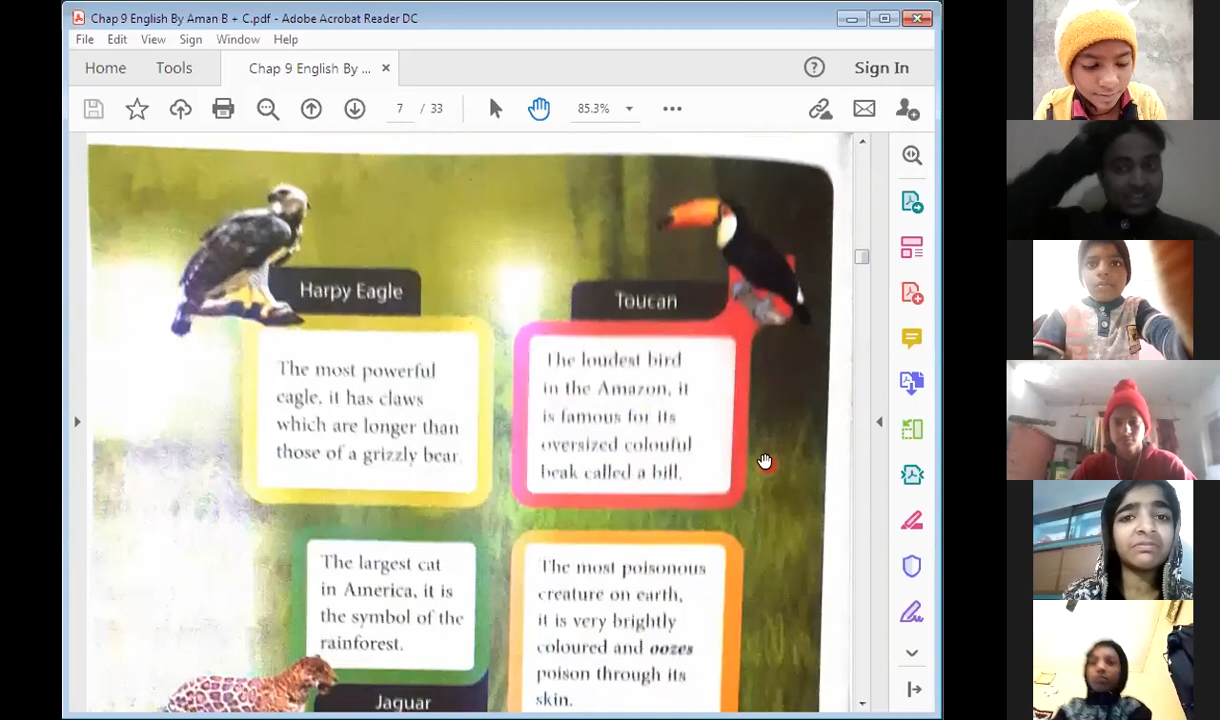 Chap 9 English By Aman B + C.pdf - Adobe Acrobat Reader DC
File Edit View Sign Window Help
Home Tools Chap 9 English By ... × Sign In
7 / 33 85.3%
Harpy Eagle
The most powerful
eagle, it has claws
which are longer than
those of a grizzly bear.
Toucan
The loudest bird
in the Amazon, it
is famous for its
oversized colouful
beak called a bill.
The largest cat
in America, it is
the symbol of the
rainforest.
Jaguar
The most poisonous
creature on earth,
it is very brightly
coloured and oozes
poison through its
skin.